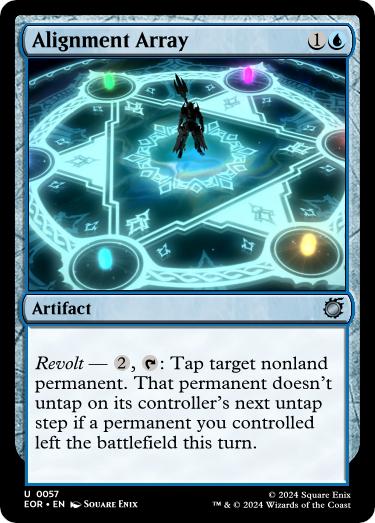 Alignment Array 1
Artifact
Revolt — 2, : Tap target nonland
permanent. That permanent doesn't
untap on its controller's next untap
step if a permanent you controlled
left the battlefield this turn.
U 0057
EOR • EN Square Enix
© 2024 Square Enix
™ & © 2024 Wizards of the Coast